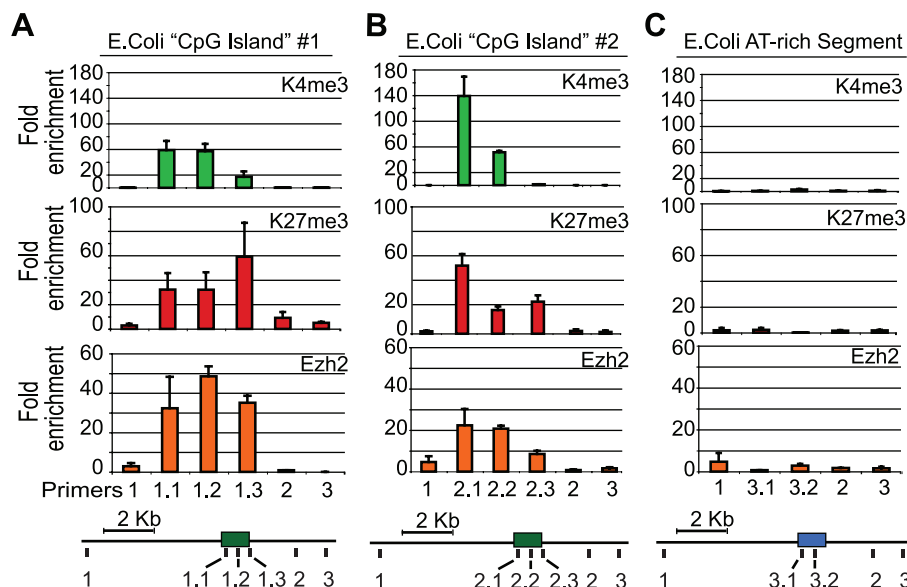 A
E.Coli “CpG Island” #1
Fold enrichment
180
140
100
60
20
0
K4me3
Fold enrichment
100
60
20
0
K27me3
Fold enrichment
60
40
20
0
Ezh2
Primers 1 1.1 1.2 1.3 2 3
2 Kb
1 1.1 1.2 1.3 2 3
B
E.Coli “CpG Island” #2
180
140
100
60
20
0
K4me3
100
60
20
0
K27me3
60
40
20
0
Ezh2
1 2.1 2.2 2.3 2 3
2 Kb
1 2.1 2.2 2.3 2 3
C
E.Coli AT-rich Segment
180
140
100
60
20
0
K4me3
100
60
20
0
K27me3
60
40
20
0
Ezh2
1 3.1 3.2 2 3
2 Kb
1 3.1 3.2 2 3